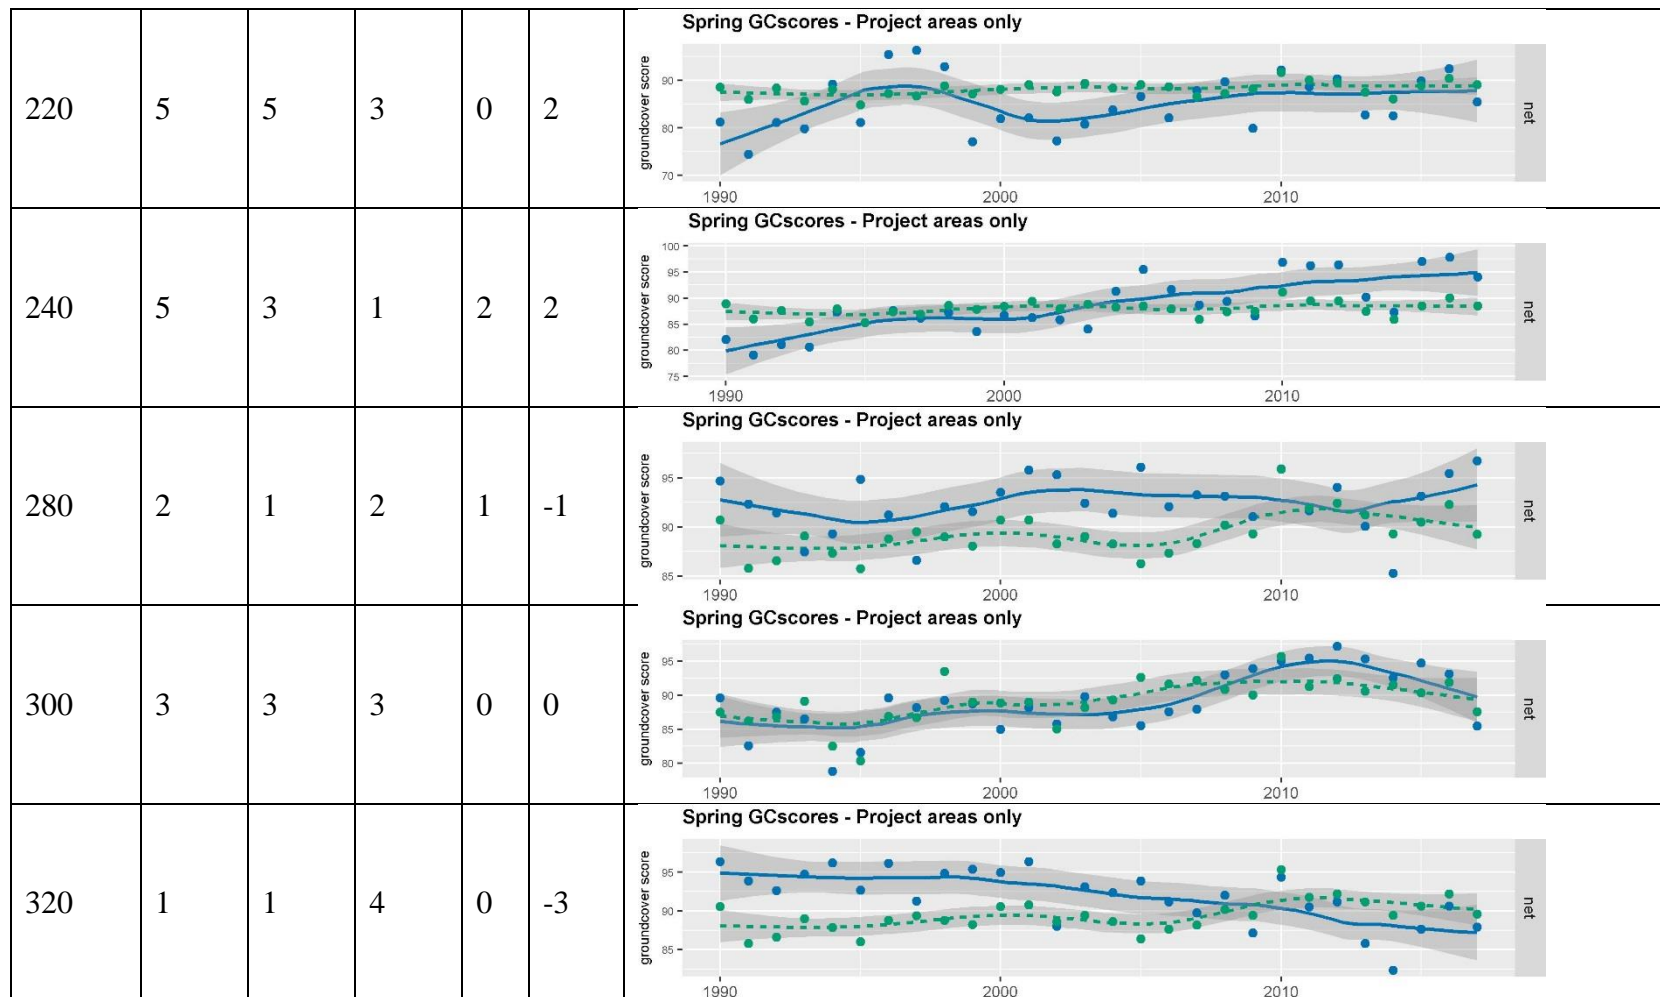 Spring GCscores - Project areas only
220 5 5 3 0 2
groundcover score
90
80
70
1990 2000 2010
net
Spring GCscores - Project areas only
240 5 3 1 2 2
groundcover score
100
95
90
85
80
75
1990 2000 2010
net
Spring GCscores - Project areas only
280 2 1 2 1 -1
groundcover score
95
90
85
1990 2000 2010
net
Spring GCscores - Project areas only
300 3 3 3 0 0
groundcover score
95
90
85
80
1990 2000 2010
net
Spring GCscores - Project areas only
320 1 1 4 0 -3
groundcover score
95
90
85
1990 2000 2010
net